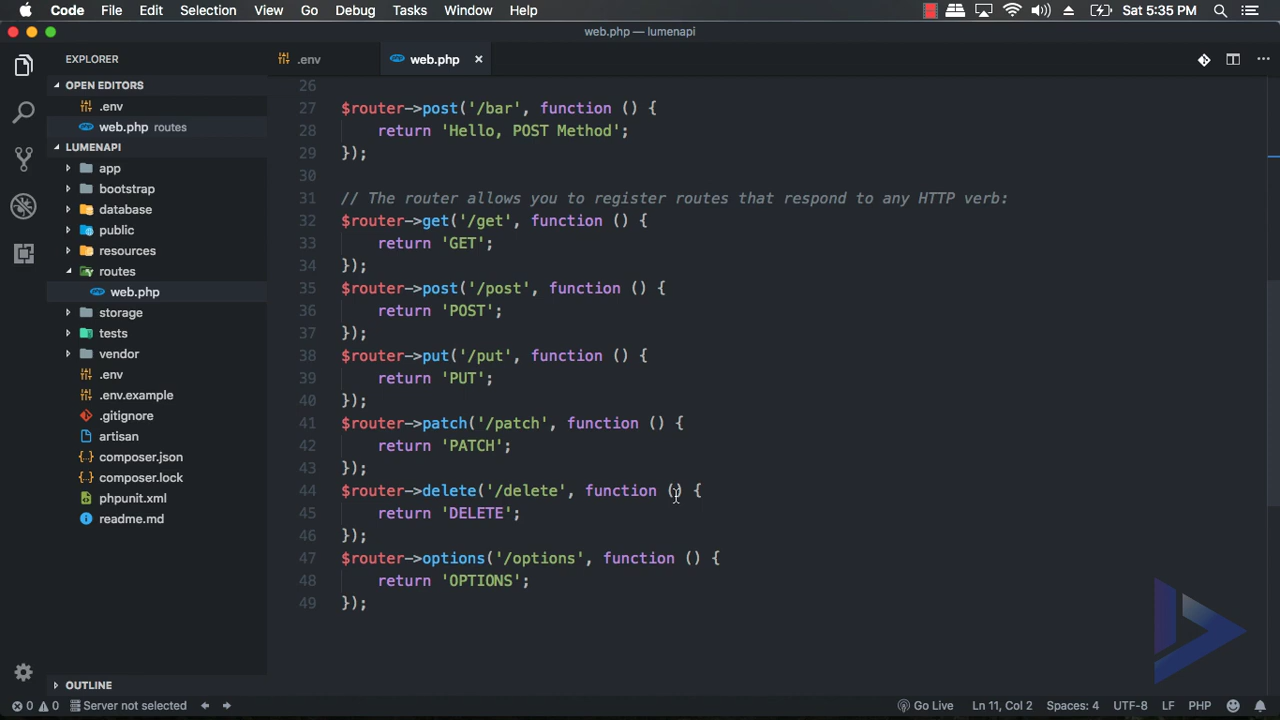 Code File Edit Selection View Go Debug Tasks Window Help Sat 5:35 PM
web.php — lumenapi
EXPLORER
OPEN EDITORS
.env
web.php routes
LUMENAPI
app
bootstrap
database
public
resources
routes
web.php
storage
tests
vendor
.env
.env.example
.gitignore
artisan
composer.json
composer.lock
phpunit.xml
readme.md
OUTLINE
.env web.php ×
26
27 $router->post('/bar', function () {
28 return 'Hello, POST Method';
29 });
30
31 // The router allows you to register routes that respond to any HTTP verb:
32 $router->get('/get', function () {
33 return 'GET';
34 });
35 $router->post('/post', function () {
36 return 'POST';
37 });
38 $router->put('/put', function () {
39 return 'PUT';
40 });
41 $router->patch('/patch', function () {
42 return 'PATCH';
43 });
44 $router->delete('/delete', function () {
45 return 'DELETE';
46 });
47 $router->options('/options', function () {
48 return 'OPTIONS';
49 });
0 0 Server not selected Go Live Ln 11, Col 2 Spaces: 4 UTF-8 LF PHP